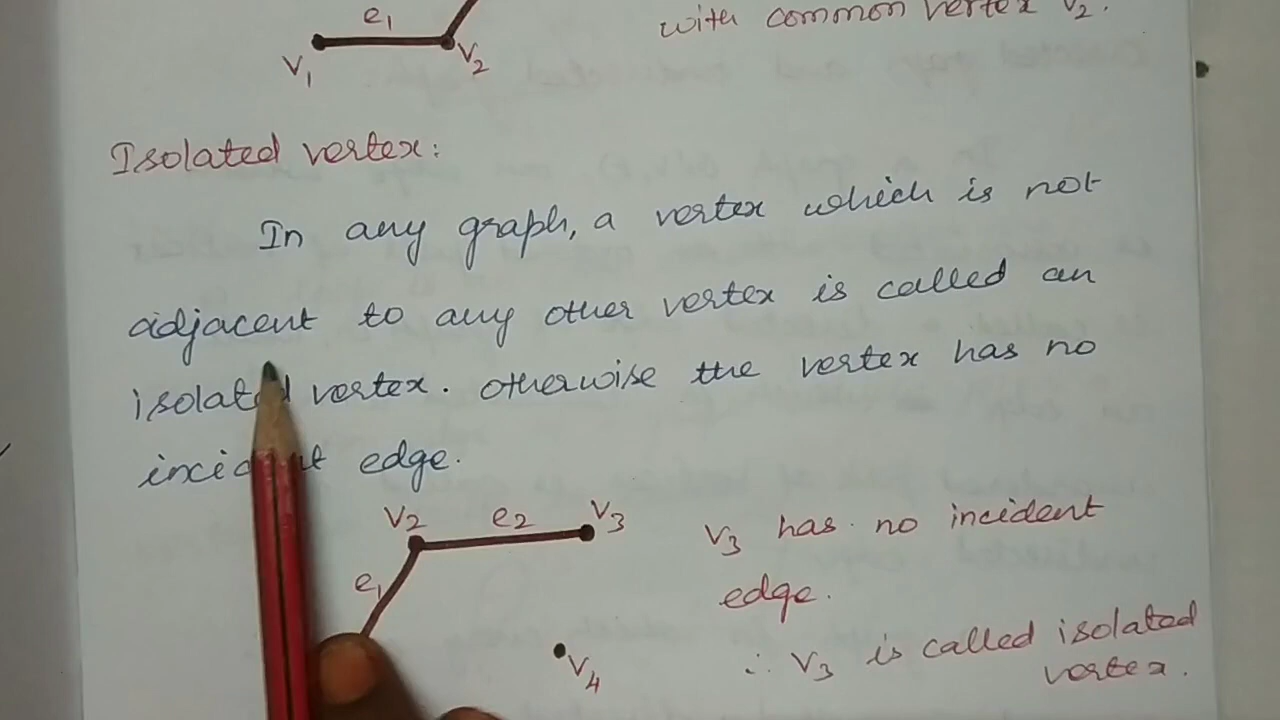 e1
with common vertex V2.
V1
V2
Isolated vertex:
In any graph, a vertex which is not
adjacent to any other vertex is called an
isolated vertex. otherwise the vertex has no
incident edge.
V2 e2 V3
V3 has no incident
e1
edge.
V4
∴ V3 is called isolated
vertex.